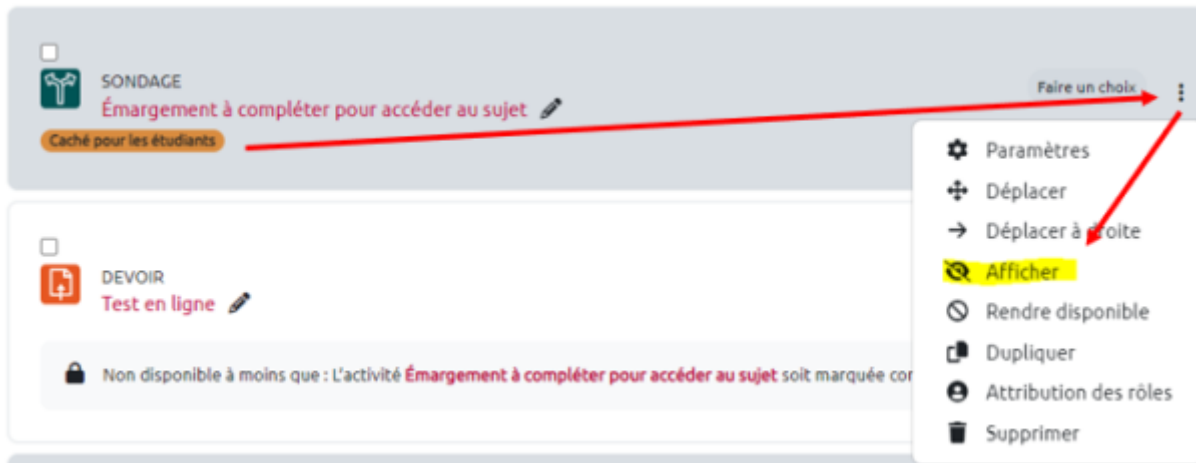 SONDAGE
Faire un choix
Émargement à compléter pour accéder au sujet
Caché pour les étudiants
Paramètres
Déplacer
Déplacer à droite
Afficher
Rendre disponible
Dupliquer
Attribution des rôles
Supprimer
DEVOIR
Test en ligne
Non disponible à moins que : L'activité Émargement à compléter pour accéder au sujet soit marquée